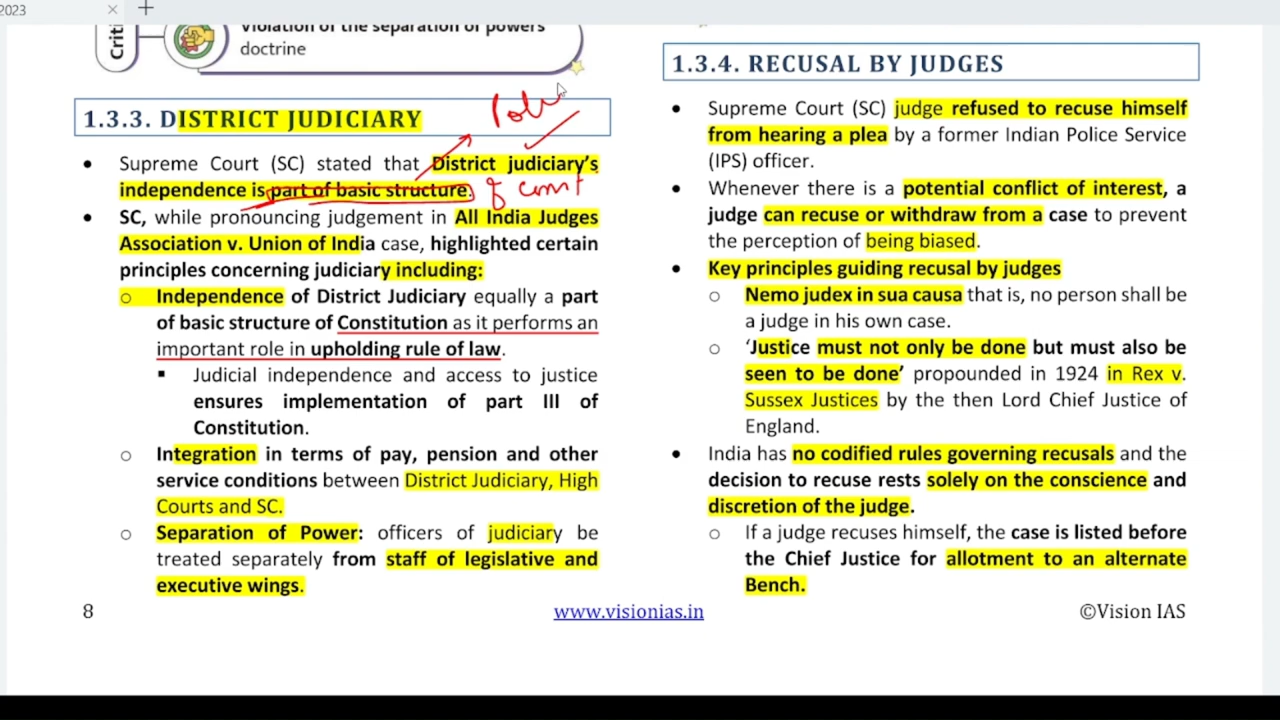 2023
Criti
Violation of the separation of powers
doctrine
1.3.3. DISTRICT JUDICIARY
Supreme Court (SC) stated that District judiciary's
independence is part of basic structure. of
• SC, while pronouncing judgement in All India Judges
Association v. Union of India case, highlighted certain
principles concerning judiciary including:
o Independence of District Judiciary equally a part
of basic structure of Constitution as it performs an
important role in upholding rule of law.
▪ Judicial independence and access to justice
ensures implementation of part III of
Constitution.
o Integration in terms of pay, pension and other
service conditions between District Judiciary, High
Courts and SC.
o Separation of Power: officers of judiciary be
treated separately from staff of legislative and
executive wings.
1.3.4. RECUSAL BY JUDGES
• Supreme Court (SC) judge refused to recuse himself
from hearing a plea by a former Indian Police Service
(IPS) officer.
• Whenever there is a potential conflict of interest, a
judge can recuse or withdraw from a case to prevent
the perception of being biased.
• Key principles guiding recusal by judges
o Nemo judex in sua causa that is, no person shall be
a judge in his own case.
o ‘Justice must not only be done but must also be
seen to be done’ propounded in 1924 in Rex v.
Sussex Justices by the then Lord Chief Justice of
England.
• India has no codified rules governing recusals and the
decision to recuse rests solely on the conscience and
discretion of the judge.
o If a judge recuses himself, the case is listed before
the Chief Justice for allotment to an alternate
Bench.
8
www.visionias.in
©Vision IAS